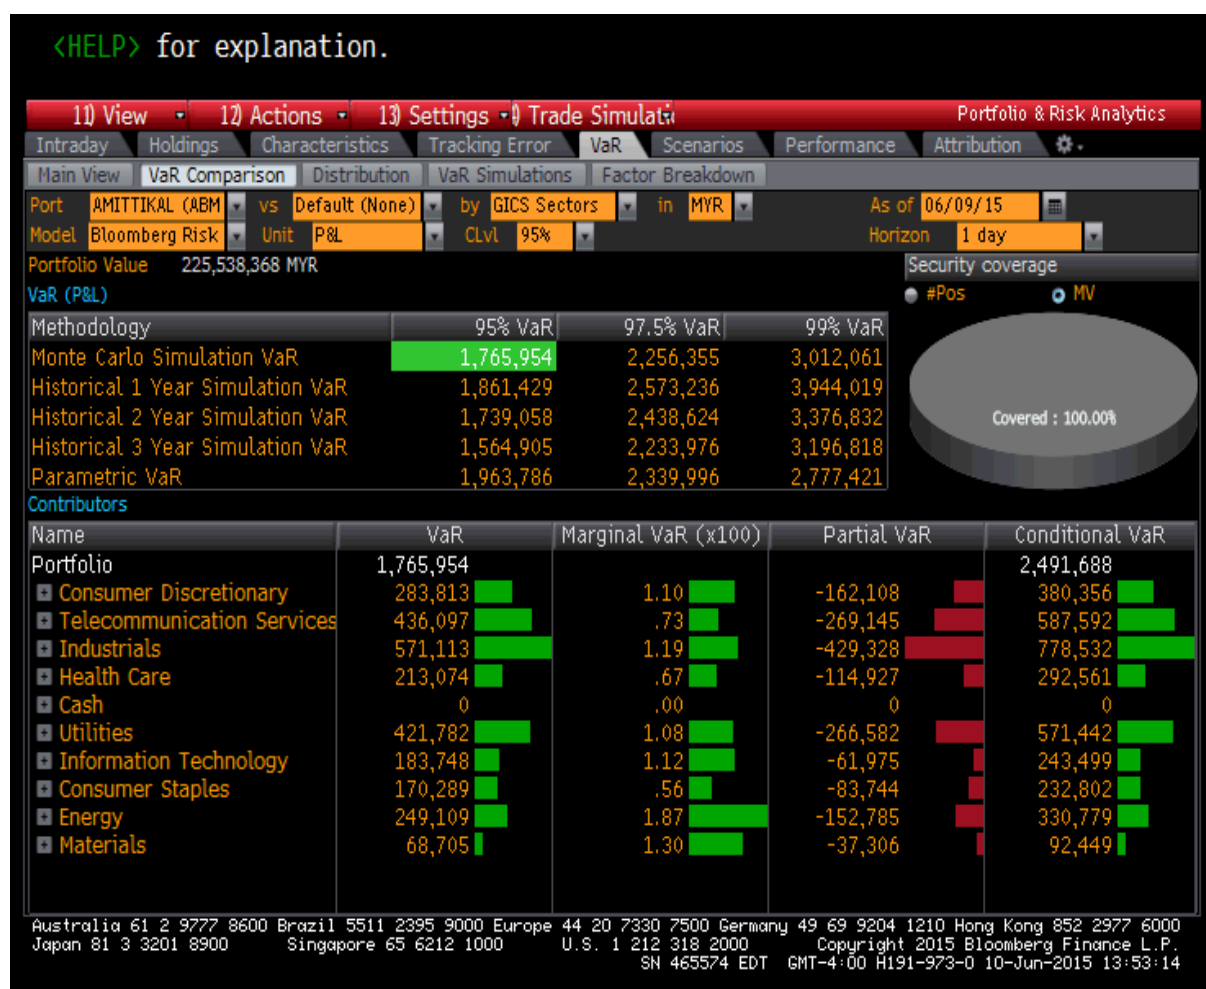 <HELP> for explanation.
11) View 12) Actions 13) Settings Trade Simulati Portfolio & Risk Analytics
Intraday Holdings Characteristics Tracking Error VaR Scenarios Performance Attribution
Main View VaR Comparison Distribution VaR Simulations Factor Breakdown
Port AMITTIKAL (ABM vs Default (None) by GICS Sectors in MYR As of 06/09/15
Model Bloomberg Risk Unit P&L CLvl 95% Horizon 1 day
Portfolio Value 225,538,368 MYR Security coverage
VaR (P&L) #Pos MV
Methodology 95% VaR 97.5% VaR 99% VaR
Monte Carlo Simulation VaR 1,765,954 2,256,355 3,012,061
Historical 1 Year Simulation VaR 1,861,429 2,573,236 3,944,019
Historical 2 Year Simulation VaR 1,739,058 2,438,624 3,376,832
Covered : 100.00%
Historical 3 Year Simulation VaR 1,564,905 2,233,976 3,196,818
Parametric VaR 1,963,786 2,339,996 2,777,421
Contributors
Name VaR Marginal VaR (x100) Partial VaR Conditional VaR
Portfolio 1,765,954 2,491,688
Consumer Discretionary 283,813 1.10 -162,108 380,356
Telecommunication Services 436,097 .73 -269,145 587,592
Industrials 571,113 1.19 -429,328 778,532
Health Care 213,074 .67 -114,927 292,561
Cash 0 .00 0 0
Utilities 421,782 1.08 -266,582 571,442
Information Technology 183,748 1.12 -61,975 243,499
Consumer Staples 170,289 .56 -83,744 232,802
Energy 249,109 1.87 -152,785 330,779
Materials 68,705 1.30 -37,306 92,449
Australia 61 2 9777 8600 Brazil 5511 2395 9000 Europe 44 20 7330 7500 Germany 49 69 9204 1210 Hong Kong 852 2977 6000
Japan 81 3 3201 8900 Singapore 65 6212 1000 U.S. 1 212 318 2000 Copyright 2015 Bloomberg Finance L.P.
SN 465574 EDT GMT-4:00 H191-973-0 10-Jun-2015 13:53:14